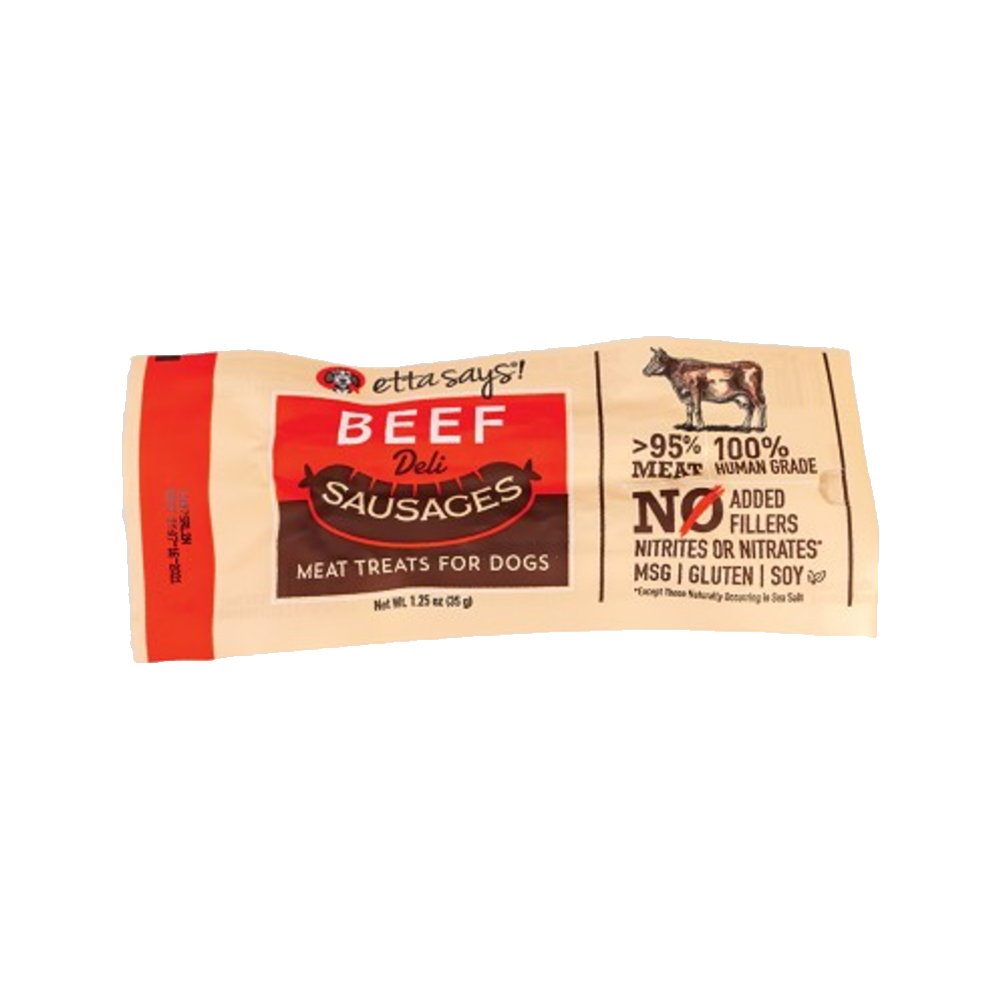 etta says!®
BEEF
Deli
SAUSAGES
MEAT TREATS FOR DOGS
Net Wt. 1.25 oz (35 g)
>95% MEAT
100% HUMAN GRADE
NO ADDED FILLERS
NITRITES OR NITRATES*
MSG | GLUTEN | SOY
*Except Those Naturally Occurring in Sea Salt